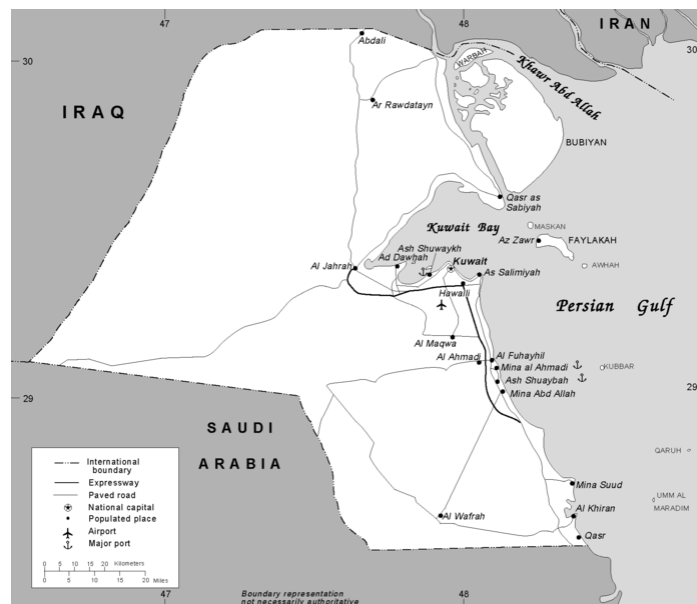 47
48
IRAN
30
30
Abdali
WARBAH
Khawr Abd Allah
IRAQ
Ar Rawdatayn
BUBIYAN
Qasr as
Sabiyah
MASKAN
Kuwait Bay
Az Zawr
FAYLAKAH
Ash Shuwaykh
Ad Dawhah
Kuwait
Al Jahrah
As Salimiyah
AWHAH
Hawalli
Persian Gulf
Al Maqwa
Al Ahmadi
Al Fuhayhil
Mina al Ahmadi
KUBBAR
Ash Shuaybah
Mina Abd Allah
29
29
SAUDI
ARABIA
QARUH
Mina Suud
UMM AL
MARADIM
Al Khiran
Al Wafrah
Qasr
International
boundary
Expressway
Paved road
National capital
Populated place
Airport
Major port
0 5 10 15 20 Kilometers
0 5 10 15 20 Miles
Boundary representation
not necessarily authoritative
47
48